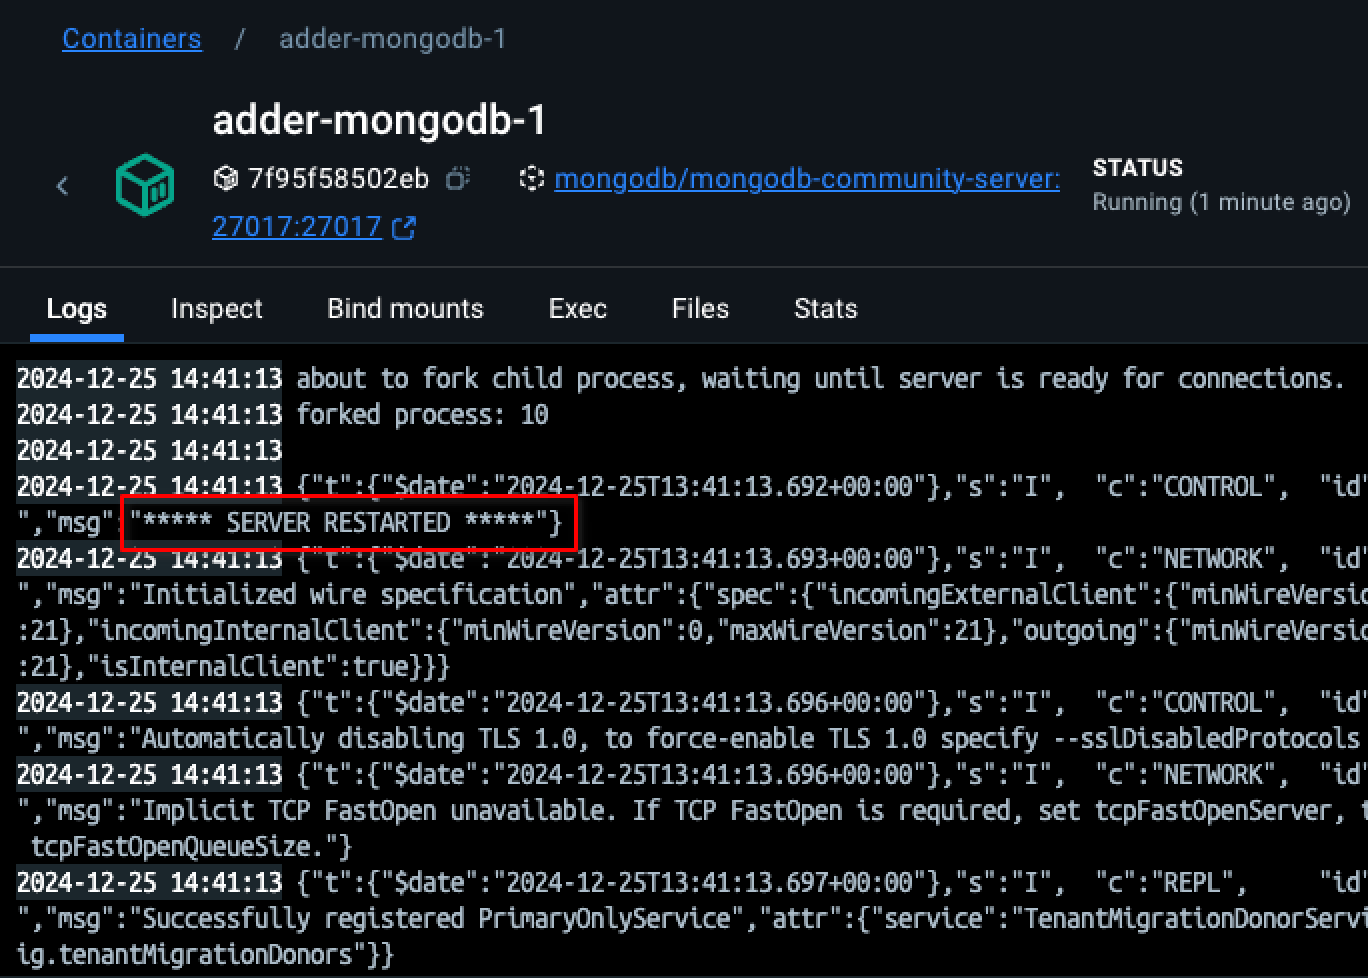 Containers / adder-mongodb-1
adder-mongodb-1
7f95f58502eb mongodb/mongodb-community-server:
27017:27017
STATUS
Running (1 minute ago)
Logs Inspect Bind mounts Exec Files Stats
2024-12-25 14:41:13 about to fork child process, waiting until server is ready for connections.
2024-12-25 14:41:13 forked process: 10
2024-12-25 14:41:13
2024-12-25 14:41:13 {"t":{"$date":"2024-12-25T13:41:13.692+00:00"},"s":"I", "c":"CONTROL", "id"
","msg":"***** SERVER RESTARTED *****"}
2024-12-25 14:41:13 {"t":{"$date":"2024-12-25T13:41:13.693+00:00"},"s":"I", "c":"NETWORK", "id"
","msg":"Initialized wire specification","attr":{"spec":{"incomingExternalClient":{"minWireVersio
:21},"incomingInternalClient":{"minWireVersion":0,"maxWireVersion":21},"outgoing":{"minWireVersio
:21},"isInternalClient":true}}}
2024-12-25 14:41:13 {"t":{"$date":"2024-12-25T13:41:13.696+00:00"},"s":"I", "c":"CONTROL", "id"
","msg":"Automatically disabling TLS 1.0, to force-enable TLS 1.0 specify --sslDisabledProtocols
2024-12-25 14:41:13 {"t":{"$date":"2024-12-25T13:41:13.696+00:00"},"s":"I", "c":"NETWORK", "id"
","msg":"Implicit TCP FastOpen unavailable. If TCP FastOpen is required, set tcpFastOpenServer, t
tcpFastOpenQueueSize."}
2024-12-25 14:41:13 {"t":{"$date":"2024-12-25T13:41:13.697+00:00"},"s":"I", "c":"REPL", "id"
","msg":"Successfully registered PrimaryOnlyService","attr":{"service":"TenantMigrationDonorServi
ig.tenantMigrationDonors"}}